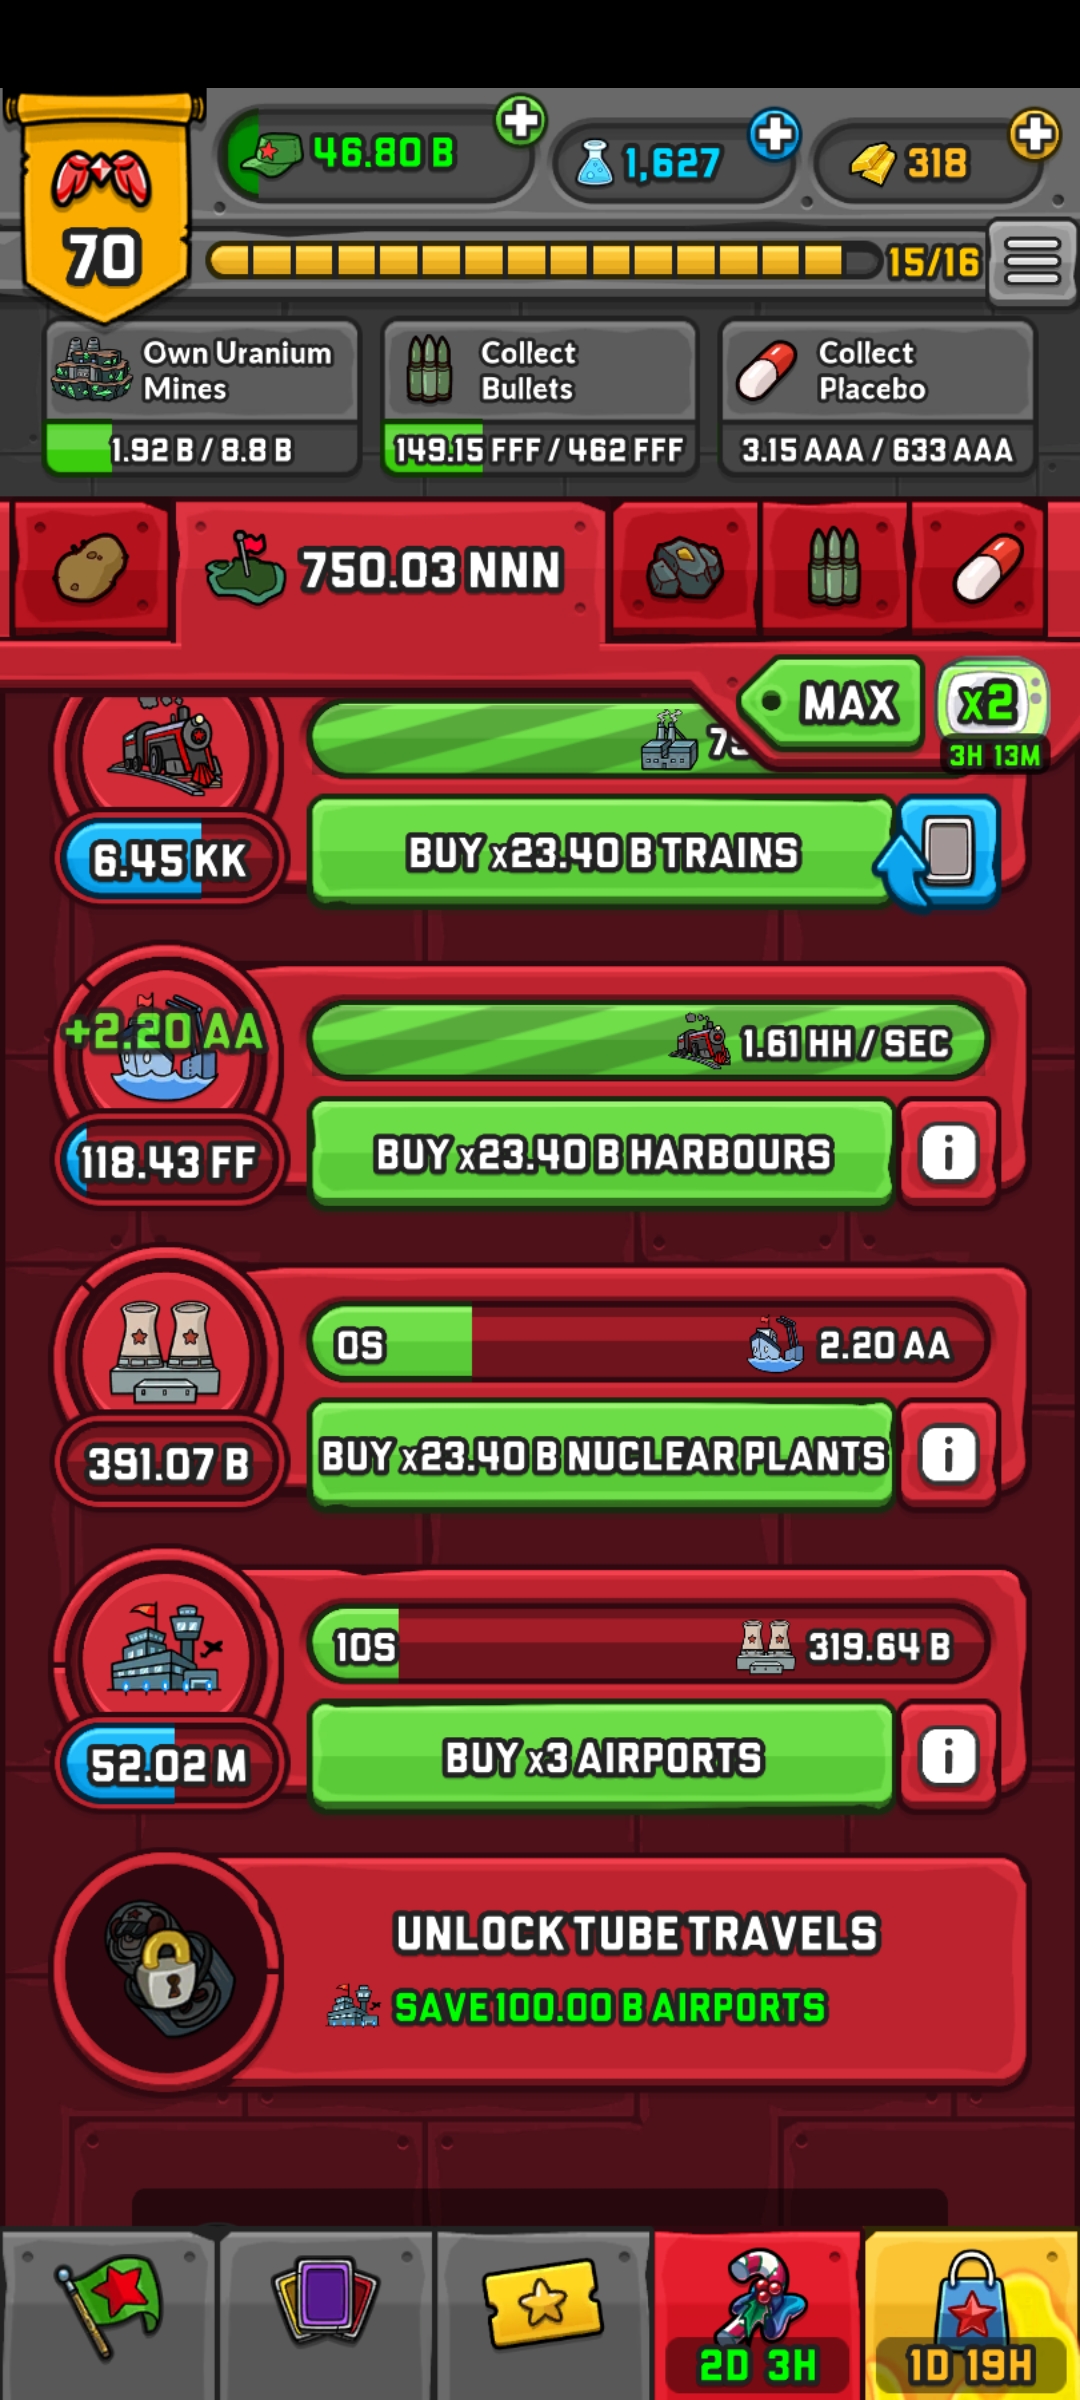 46.80 B
1,627
318
70
15/16
Own Uranium
Mines
1.92 B / 8.8 B
Collect
Bullets
149.15 FFF / 462 FFF
Collect
Placebo
3.15 AAA / 633 AAA
750.03 NNN
MAX
x2
3H 13M
6.45 KK
BUY x23.40 B TRAINS
+2.20 AA
1.61 HH / SEC
118.43 FF
BUY x23.40 B HARBOURS
i
0S
2.20 AA
391.07 B
BUY x23.40 B NUCLEAR PLANTS
i
10S
319.64 B
52.02 M
BUY x3 AIRPORTS
i
UNLOCK TUBE TRAVELS
SAVE 100.00 B AIRPORTS
2D 3H
1D 19H